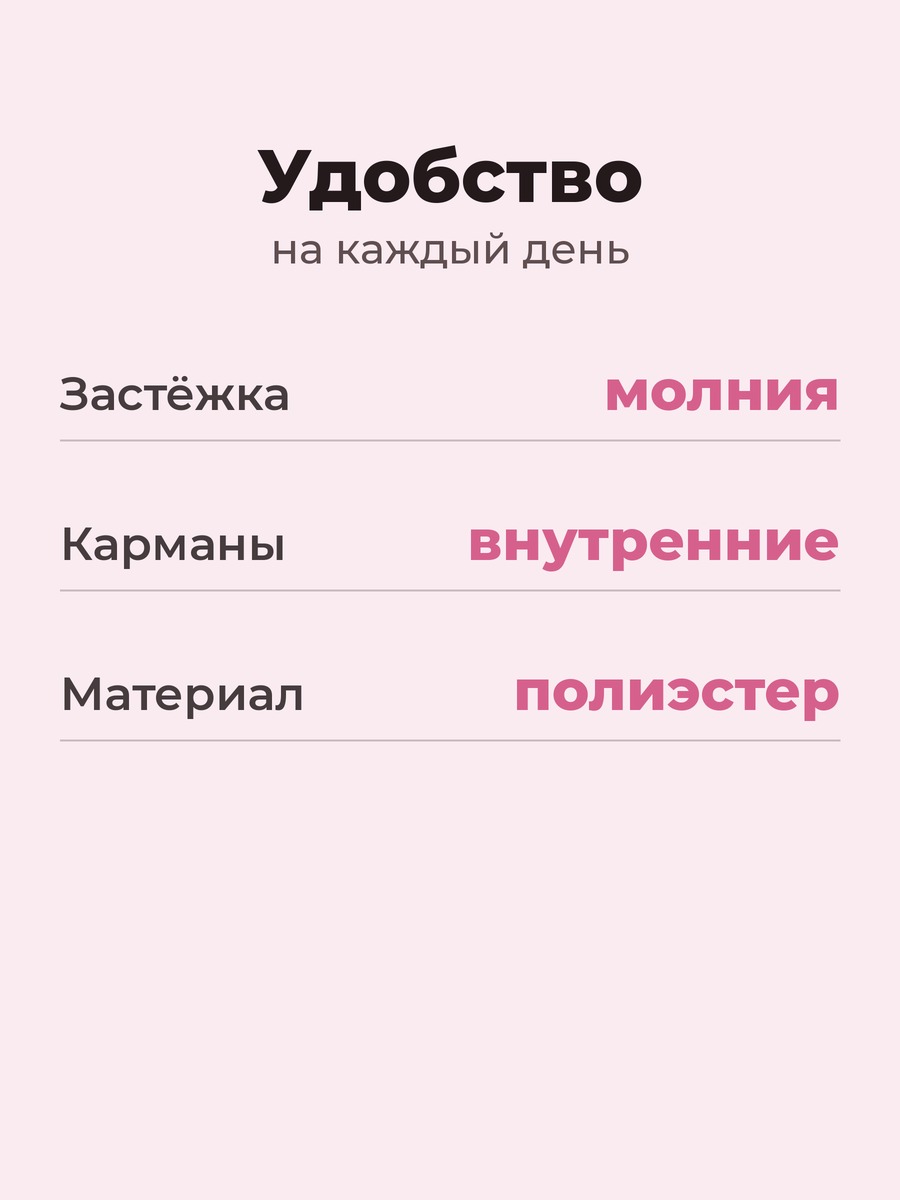 Удобство
на каждый день
Застёжка молния
Карманы внутренние
Материал полиэстер